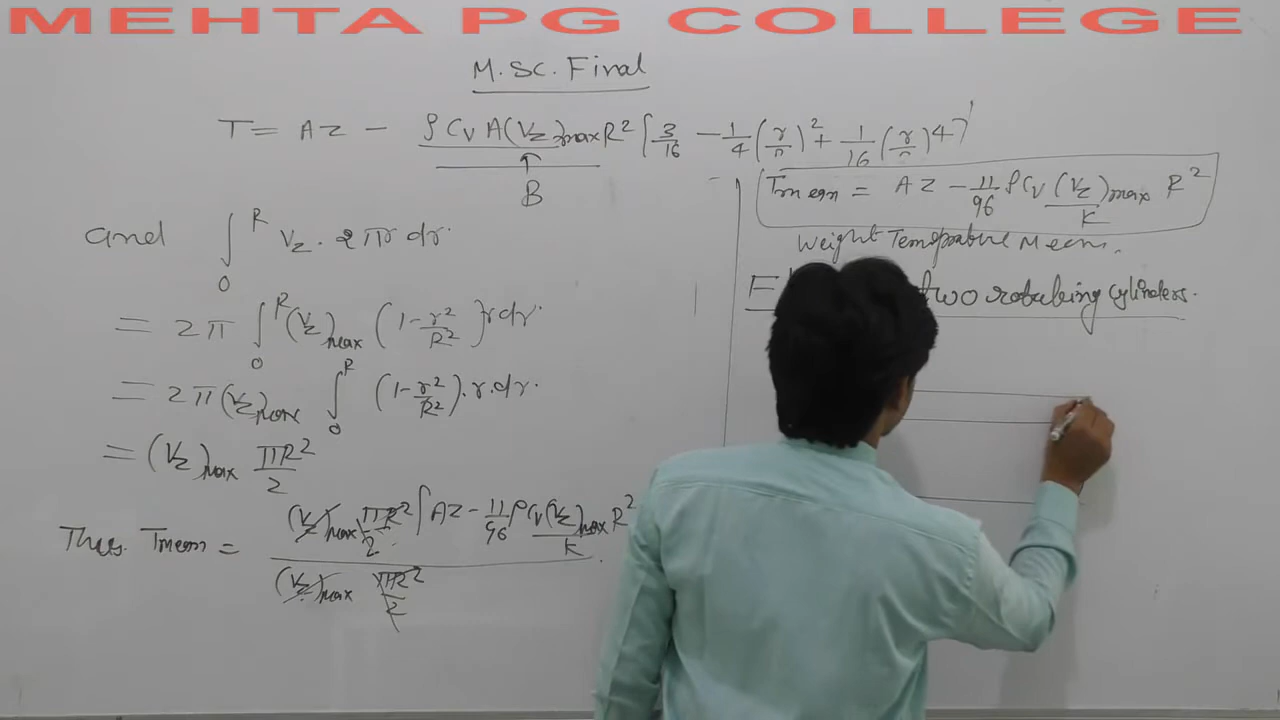 MEHTA PG COLLEGE
M.SC. Final
T = AZ - ρ Cv A(Vz)max R² [3/16 - 1/4 (r/R)² + 1/16 (r/R)⁴]
B
and ∫₀ᴿ Vz. 2πr dr.
= 2π ∫₀ᴿ (Vz)max (1 - r²/R²) r dr.
= 2π (Vz)max ∫₀ᴿ (1 - r²/R²). r. dr.
= (Vz)max πR²/2
Thus. Tmean = (Vz)max πR²/2 [AZ - 11/96 ρ Cv (Vz)max/K R² / (Vz)max πR²/2 .
Tmean = AZ - 11/96 ρ Cv (Vz)max/K R²
Weight Mean.
two rotating cylinders.